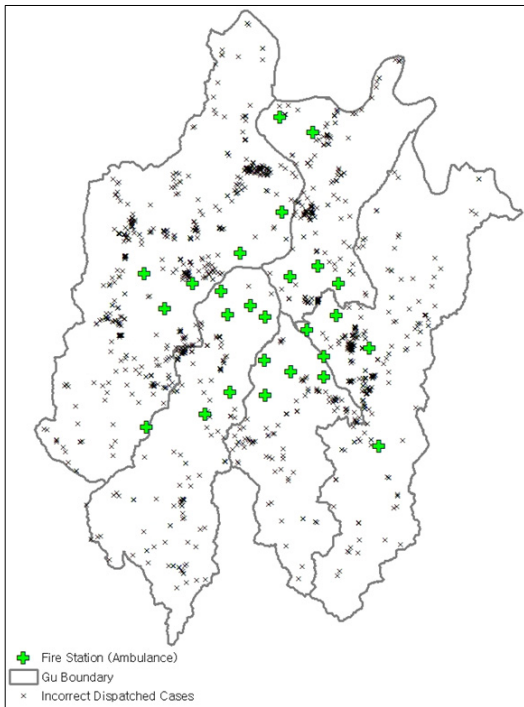 Fire Station (Ambulance)
Gu Boundary
Incorrect Dispatched Cases